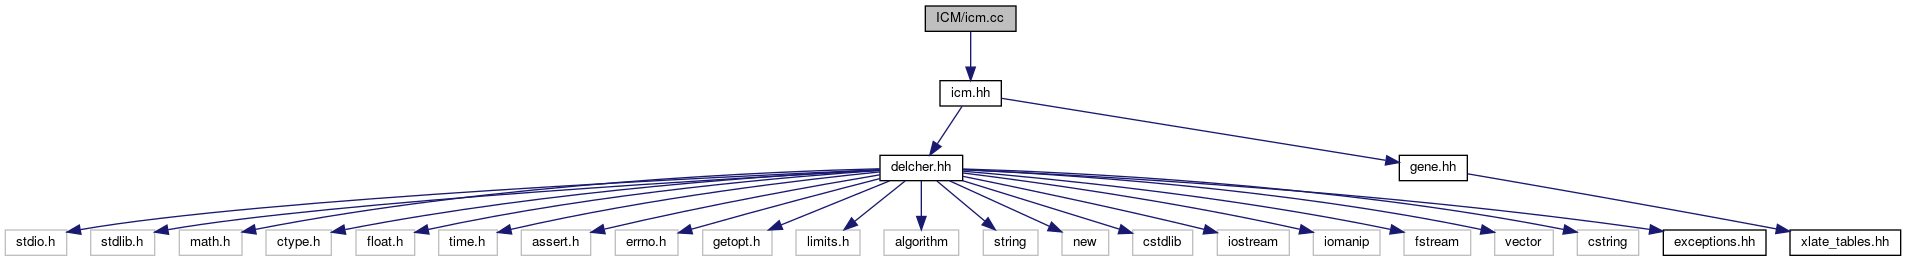 ICM/icm.cc
icm.hh
delcher.hh
gene.hh
stdio.h
stdlib.h
math.h
ctype.h
float.h
time.h
assert.h
errno.h
getopt.h
limits.h
algorithm
string
new
cstdlib
iostream
iomanip
fstream
vector
cstring
exceptions.hh
xlate_tables.hh